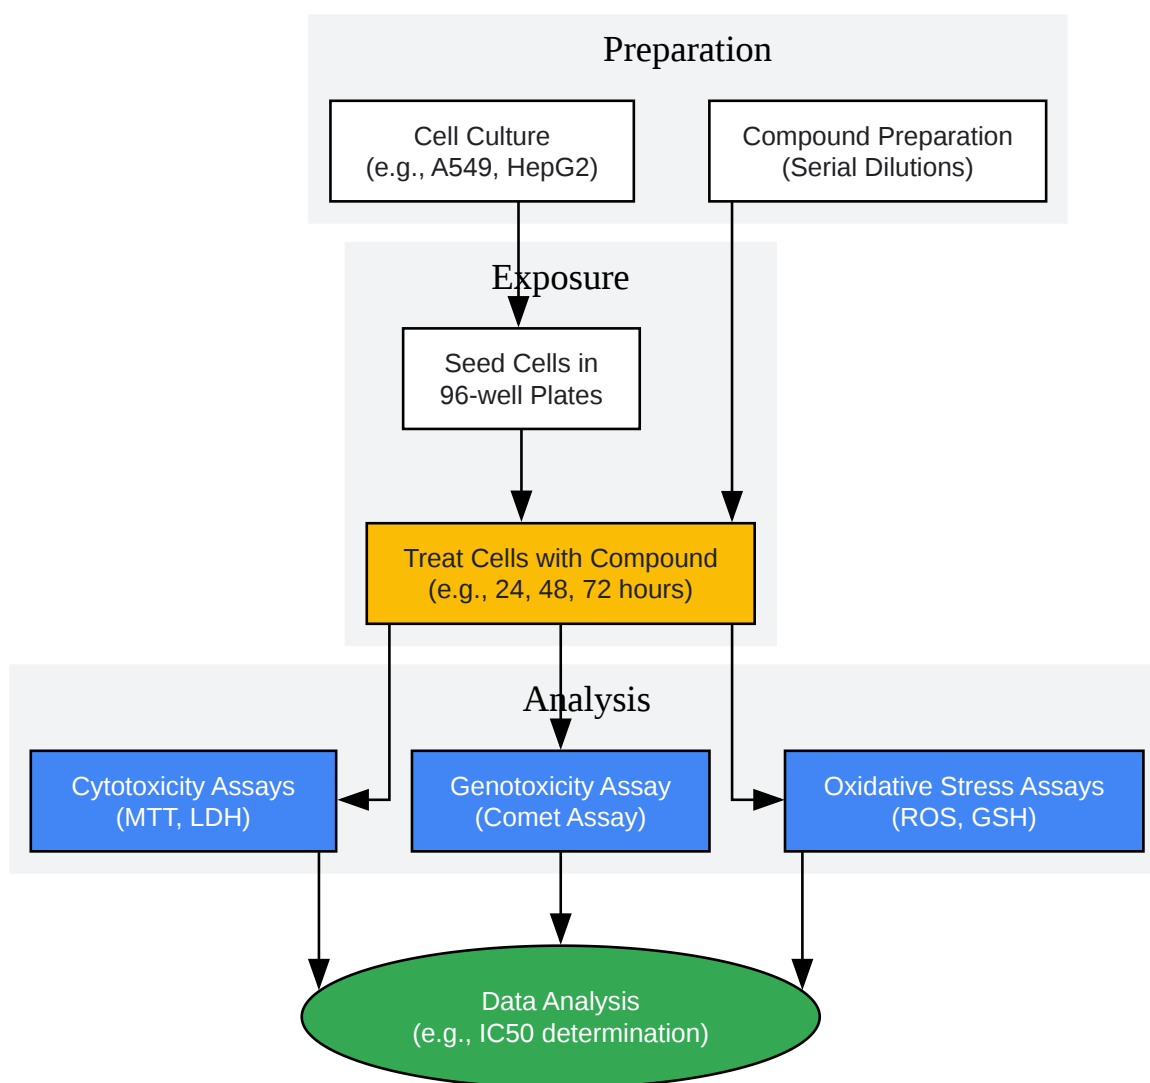 Preparation
Cell Culture
(e.g., A549, HepG2)
Compound Preparation
(Serial Dilutions)
Exposure
Seed Cells in
96-well Plates
Treat Cells with Compound
(e.g., 24, 48, 72 hours)
Analysis
Cytotoxicity Assays
(MTT, LDH)
Genotoxicity Assay
(Comet Assay)
Oxidative Stress Assays
(ROS, GSH)
Data Analysis
(e.g., IC50 determination)